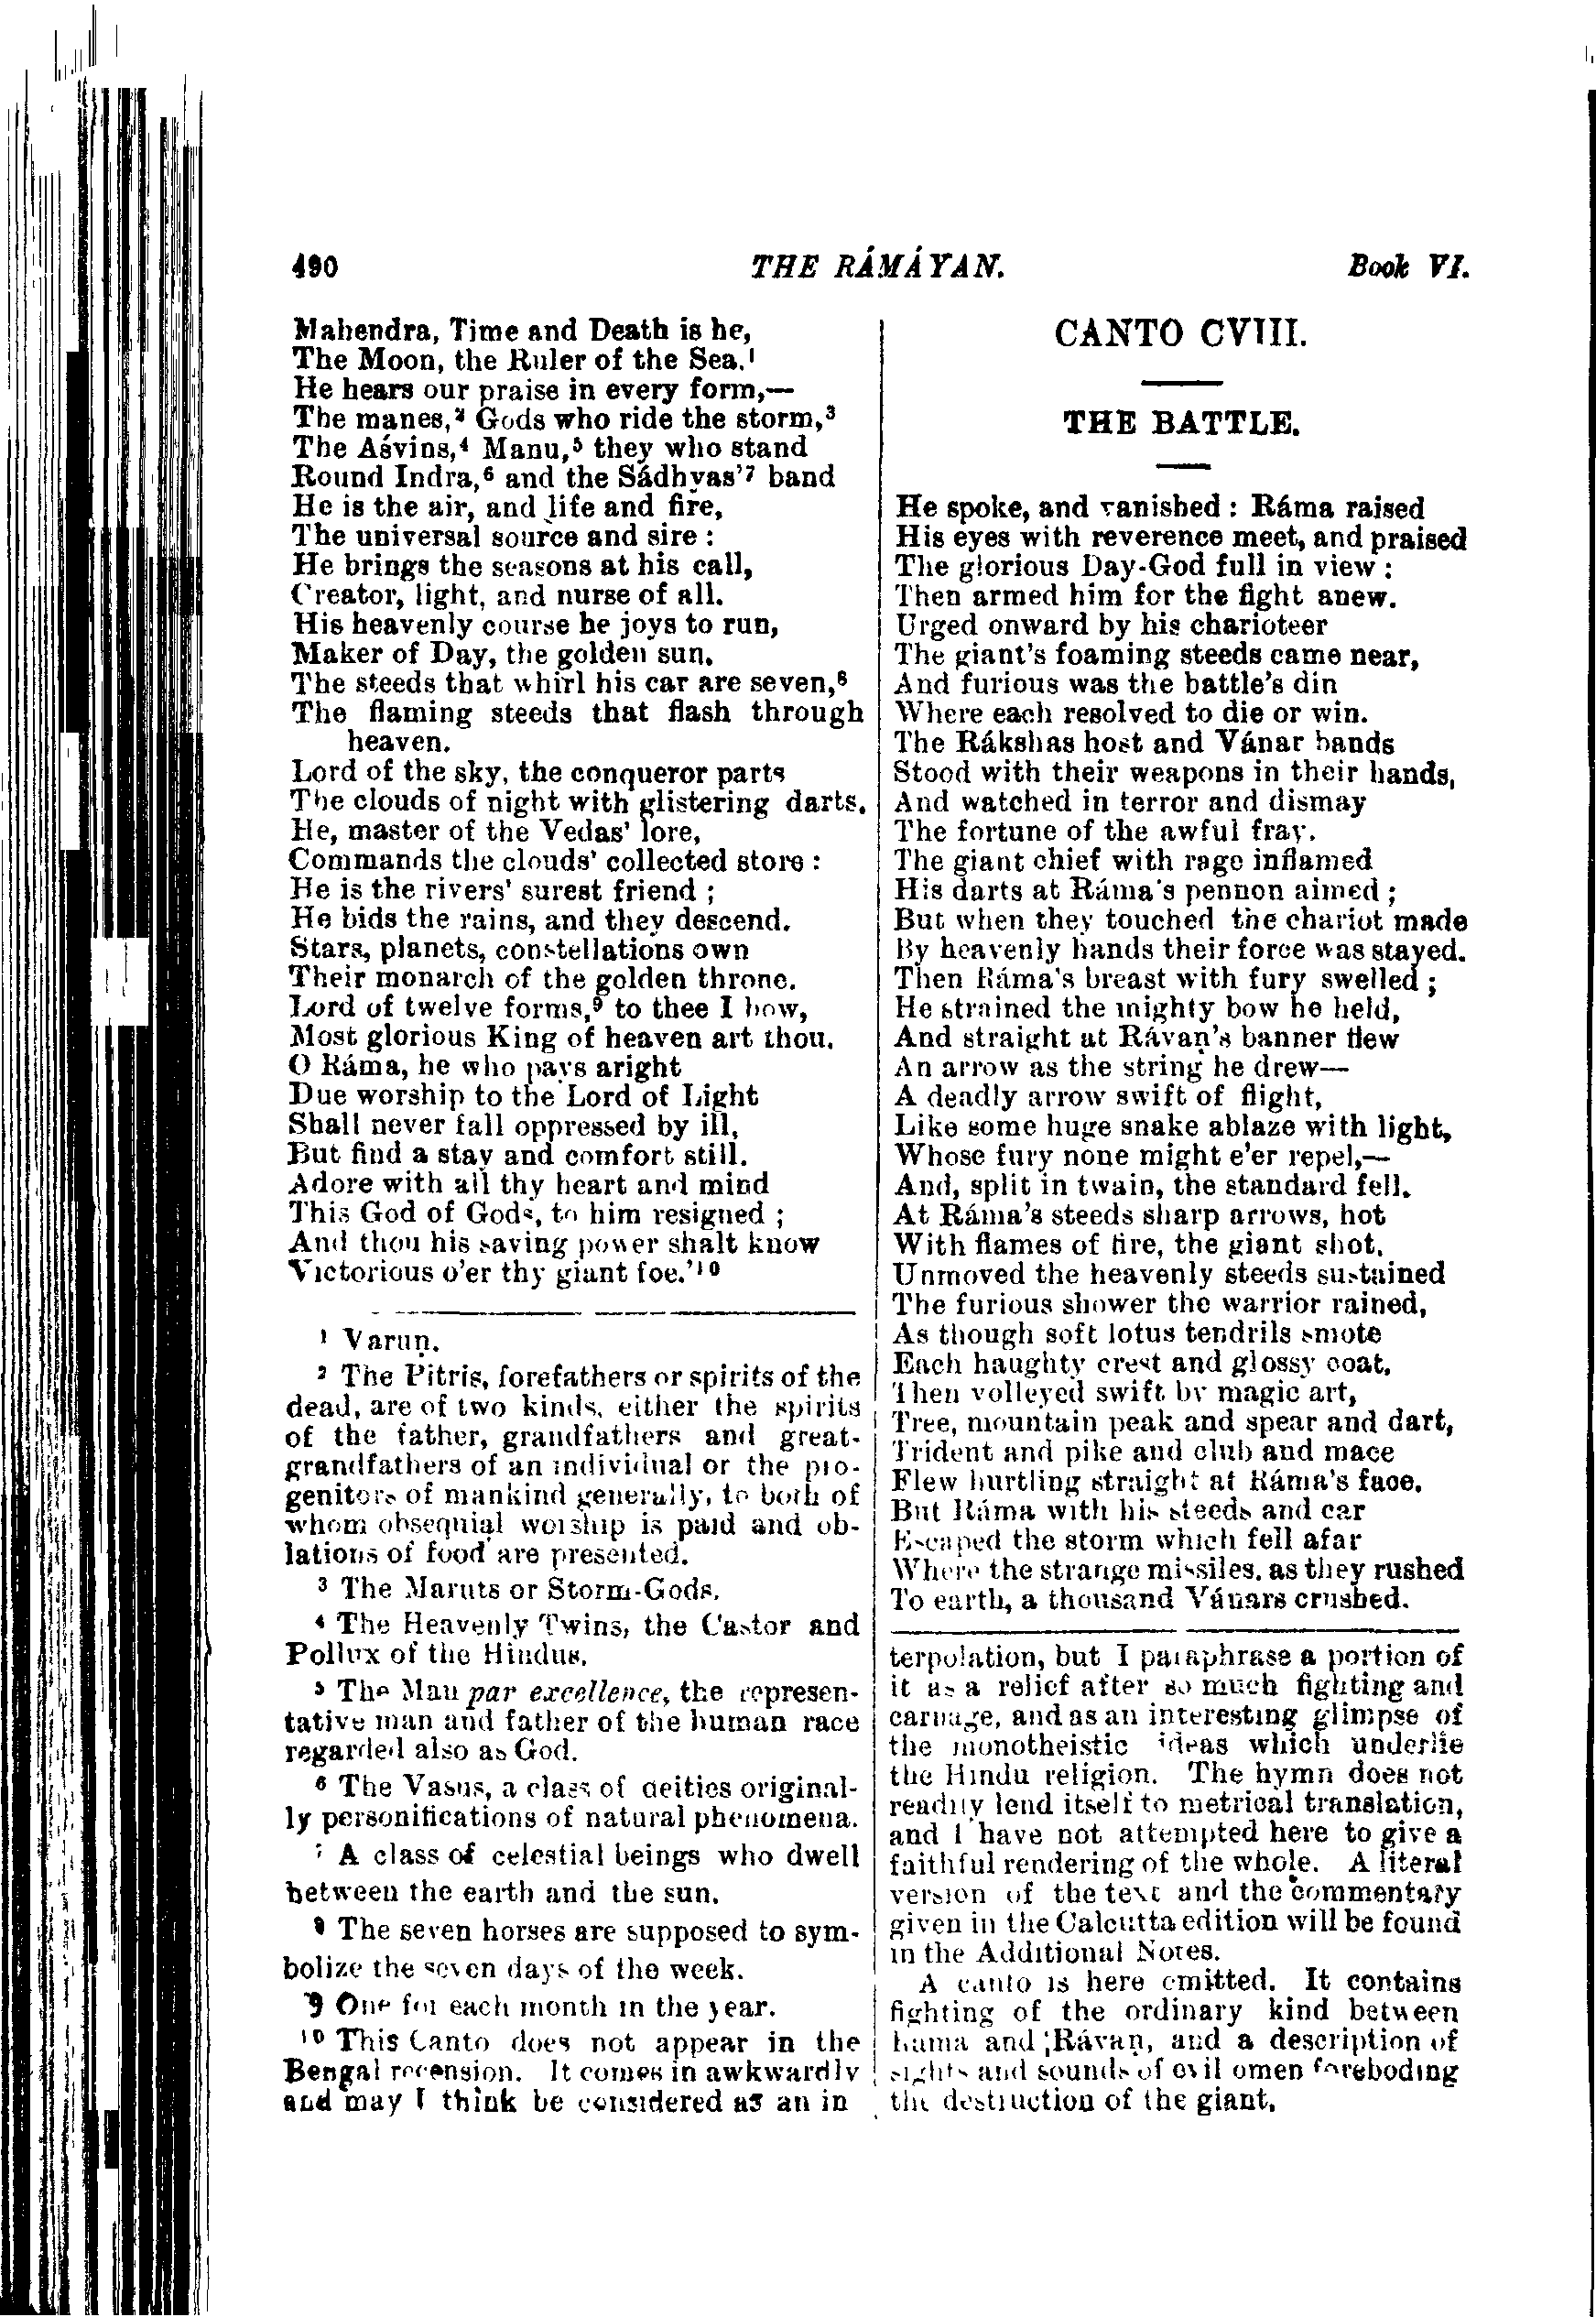 490 THE RÁMÁYAN. Book VI.
Mahendra, Time and Death is he,
The Moon, the Ruler of the Sea.¹
He hears our praise in every form,—
The manes,² Gods who ride the storm,³
The Aśvins,⁴ Manu,⁵ they who stand
Round Indra,⁶ and the Sádhyas'⁷ band
He is the air, and life and fire,
The universal source and sire :
He brings the seasons at his call,
Creator, light, and nurse of all.
His heavenly course he joys to run,
Maker of Day, the golden sun.
The steeds that whirl his car are seven,⁸
The flaming steeds that flash through
heaven.
Lord of the sky, the conqueror parts
The clouds of night with glistering darts.
He, master of the Vedas' lore,
Commands the clouds' collected store :
He is the rivers' surest friend ;
He bids the rains, and they descend.
Stars, planets, constellations own
Their monarch of the golden throne.
Lord of twelve forms,⁹ to thee I bow,
Most glorious King of heaven art thou.
O Ráma, he who pays aright
Due worship to the Lord of Light
Shall never fall oppressed by ill,
But find a stay and comfort still.
Adore with all thy heart and mind
This God of Gods, to him resigned ;
And thou his saving power shalt know
Victorious o'er thy giant foe.'¹⁰
¹ Varuṇ.
² The Pitris, forefathers or spirits of the
dead, are of two kinds, either the spirits
of the father, grandfathers and great-
grandfathers of an individual or the pro-
genitors of mankind generally, to both of
whom obsequial worship is paid and ob-
lations of food are presented.
³ The Maruts or Storm-Gods.
⁴ The Heavenly Twins, the Castor and
Pollux of the Hindus.
⁵ The Man par excellence, the represen-
tative man and father of the human race
regarded also as God.
⁶ The Vasus, a class of deities original-
ly personifications of natural phenomena.
⁷ A class of celestial beings who dwell
between the earth and the sun.
⁸ The seven horses are supposed to sym-
bolize the seven days of the week.
⁹ One for each month in the year.
¹⁰ This Canto does not appear in the
Bengal recension. It comes in awkwardly
and may I think be considered as an in
CANTO CVIII.
THE BATTLE.
He spoke, and vanished : Ráma raised
His eyes with reverence meet, and praised
The glorious Day-God full in view :
Then armed him for the fight anew.
Urged onward by his charioteer
The giant's foaming steeds came near,
And furious was the battle's din
Where each resolved to die or win.
The Rákshas host and Vánar bands
Stood with their weapons in their hands,
And watched in terror and dismay
The fortune of the awful fray.
The giant chief with rage inflamed
His darts at Ráma's pennon aimed ;
But when they touched the chariot made
By heavenly hands their force was stayed.
Then Ráma's breast with fury swelled ;
He strained the mighty bow he held,
And straight at Rávaṇ's banner flew
An arrow as the string he drew—
A deadly arrow swift of flight,
Like some huge snake ablaze with light,
Whose fury none might e'er repel,—
And, split in twain, the standard fell.
At Ráma's steeds sharp arrows, hot
With flames of fire, the giant shot.
Unmoved the heavenly steeds sustained
The furious shower the warrior rained,
As though soft lotus tendrils smote
Each haughty crest and glossy coat.
Then volleyed swift by magic art,
Tree, mountain peak and spear and dart,
Trident and pike and club and mace
Flew hurtling straight at Ráma's face.
But Ráma with his steeds and car
Escaped the storm which fell afar
Where the strange missiles, as they rushed
To earth, a thousand Vánars crushed.
terpolation, but I paraphrase a portion of
it as a relief after so much fighting and
carnage, and as an interesting glimpse of
the monotheistic ideas which underlie
the Hindu religion. The hymn does not
readily lend itself to metrical translation,
and I have not attempted here to give a
faithful rendering of the whole. A literal
version of the text and the commentary
given in the Calcutta edition will be found
in the Additional Notes.
A canto is here omitted. It contains
fighting of the ordinary kind between
Ráma and Rávaṇ, and a description of
sights and sounds of evil omen foreboding
the destruction of the giant.